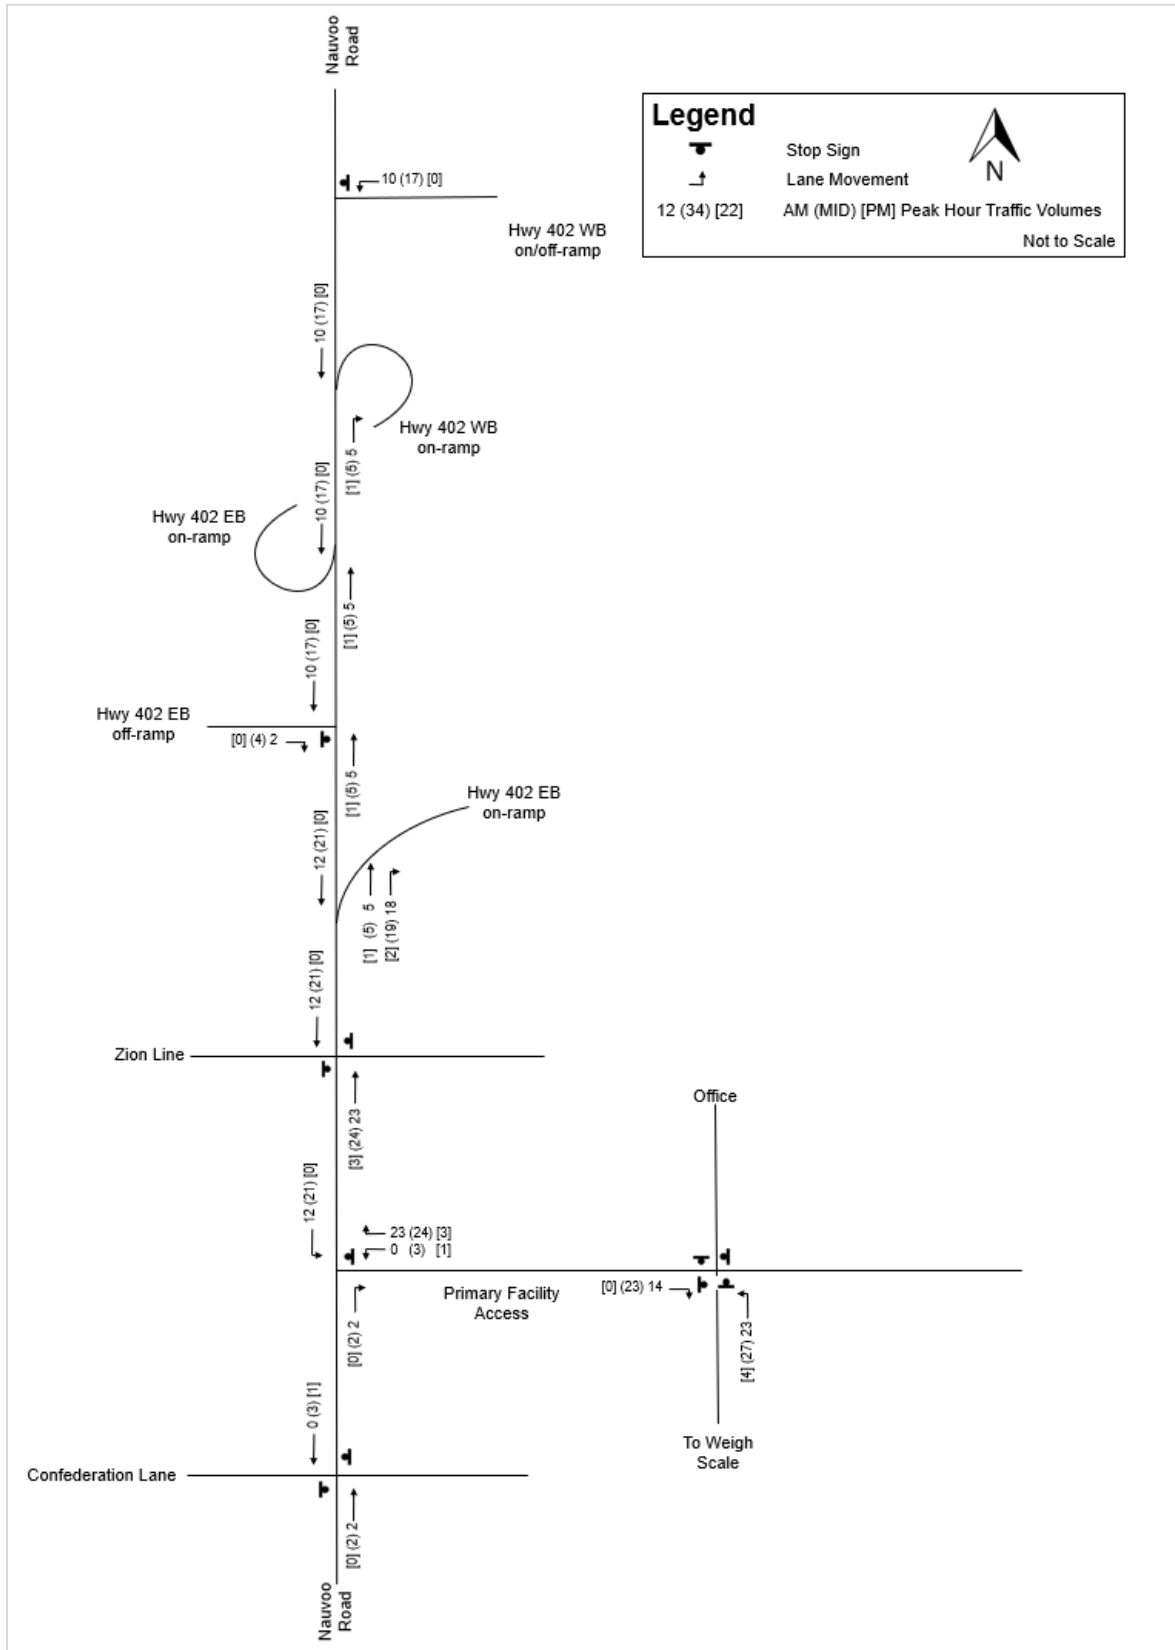 Nauvoo
Road
Legend
Stop Sign
Lane Movement
12 (34) [22]
AM (MID) [PM] Peak Hour Traffic Volumes
N
Not to Scale
10 (17) [0]
Hwy 402 WB
on/off-ramp
10 (17) [0]
Hwy 402 WB
on-ramp
[1] (5) 5
10 (17) [0]
Hwy 402 EB
on-ramp
[1] (5) 5
10 (17) [0]
Hwy 402 EB
off-ramp
[0] (4) 2
[1] (5) 5
Hwy 402 EB
on-ramp
12 (21) [0]
[1] (5) 5
[2] (19) 18
12 (21) [0]
Zion Line
[3] (24) 23
Office
12 (21) [0]
23 (24) [3]
0 (3) [1]
Primary Facility
Access
[0] (23) 14
[4] (27) 23
[0] (2) 2
To Weigh
Scale
0 (3) [1]
Confederation Lane
[0] (2) 2
Nauvoo
Road